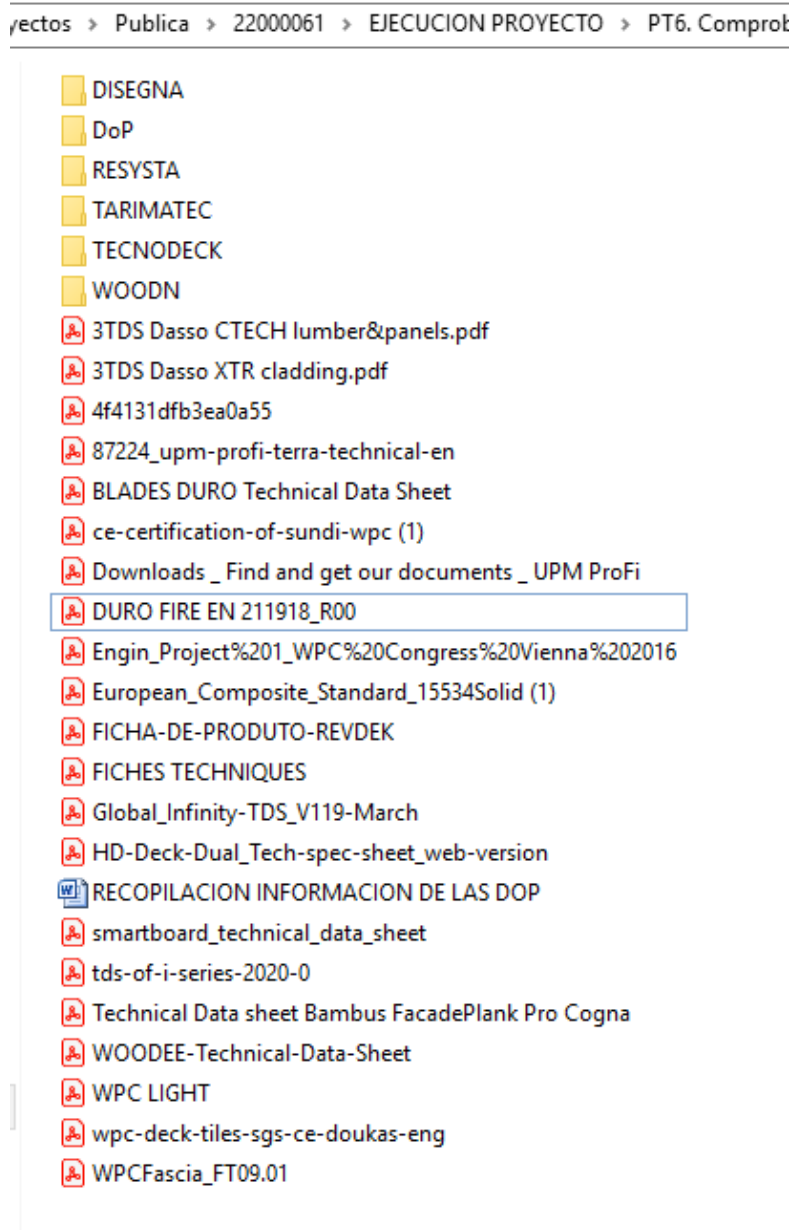 yectos > Publica > 22000061 > EJECUCION PROYECTO > PT6. Comprob
DISEGNA
DoP
RESYSTA
TARIMATEC
TECNODECK
WOODN
3TDS Dasso CTECH lumber&panels.pdf
3TDS Dasso XTR cladding.pdf
4f4131dfb3ea0a55
87224_upm-profi-terra-technical-en
BLADES DURO Technical Data Sheet
ce-certification-of-sundi-wpc (1)
Downloads _ Find and get our documents _ UPM ProFi
DURO FIRE EN 211918_R00
Engin_Project%201_WPC%20Congress%20Vienna%202016
European_Composite_Standard_15534Solid (1)
FICHA-DE-PRODUTO-REVDEK
FICHES TECHNIQUES
Global_Infinity-TDS_V119-March
HD-Deck-Dual_Tech-spec-sheet_web-version
RECOPILACION INFORMACION DE LAS DOP
smartboard_technical_data_sheet
tds-of-i-series-2020-0
Technical Data sheet Bambus FacadePlank Pro Cogna
WOODEE-Technical-Data-Sheet
WPC LIGHT
wpc-deck-tiles-sgs-ce-doukas-eng
WPCFascia_FT09.01